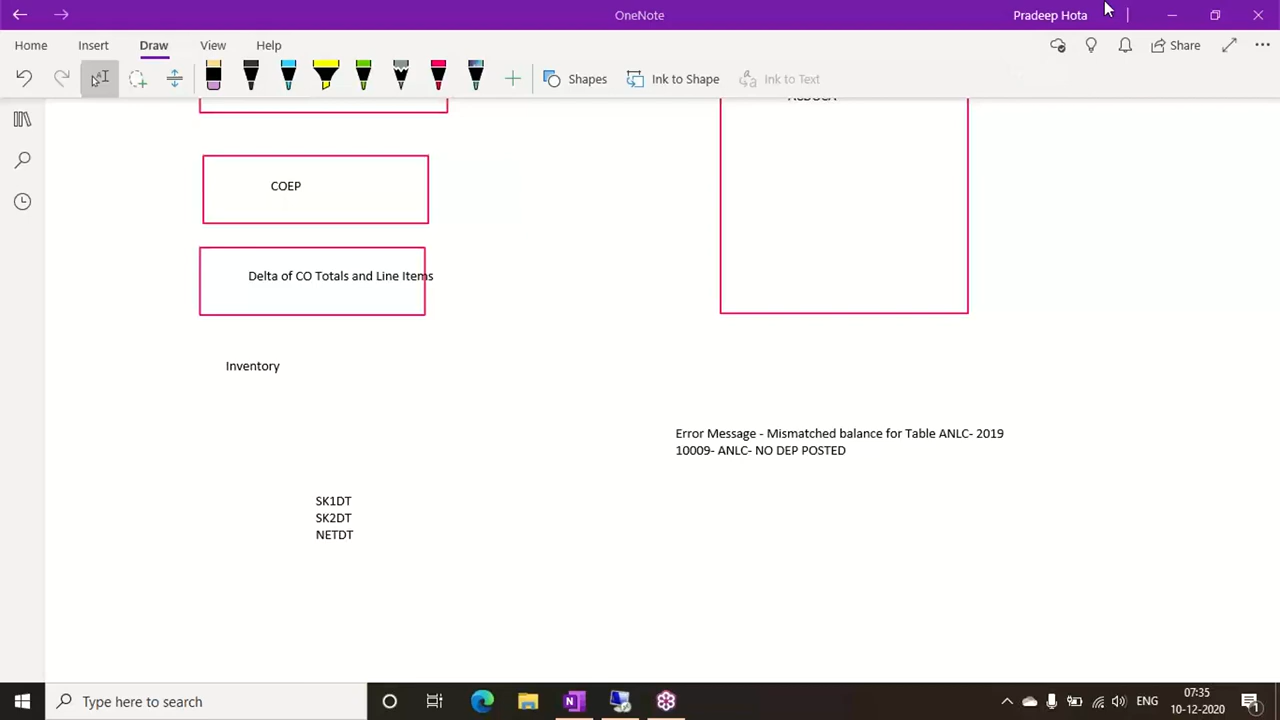 OneNote
Pradeep Hota
Home
Insert
Draw
View
Help
Share
Shapes
Ink to Shape
Ink to Text
COEP
Delta of CO Totals and Line Items
Inventory
Error Message - Mismatched balance for Table ANLC- 2019
10009- ANLC- NO DEP POSTED
SK1DT
SK2DT
NETDT
Type here to search
ENG
07:35
10-12-2020
1